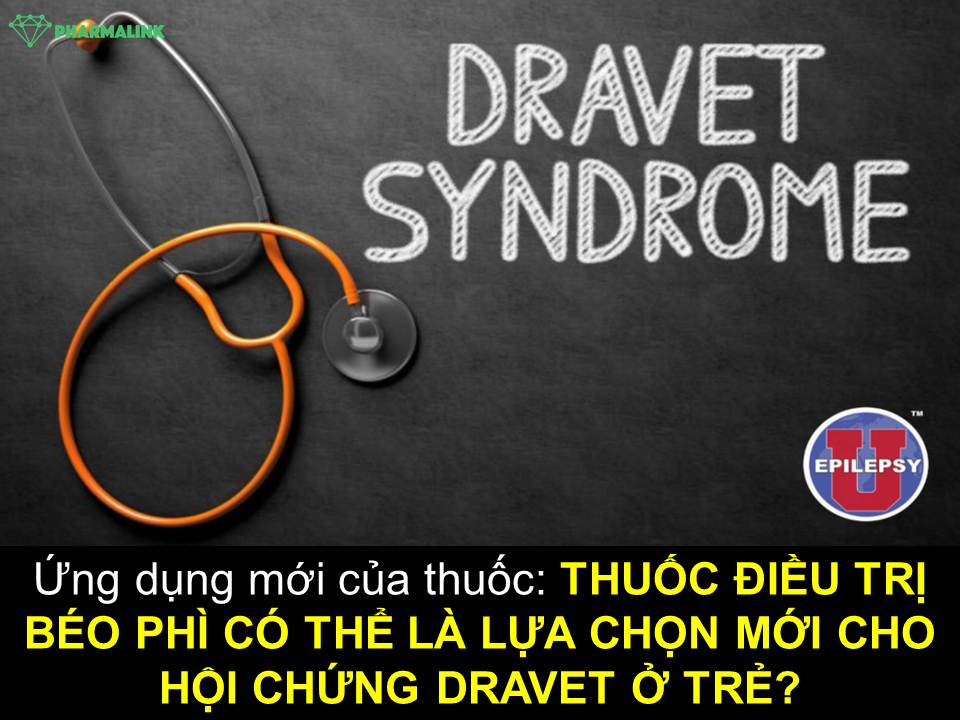 PHARMALINK
DRAVET
SYNDROME
U
EPILEPSY
™
Ứng dụng mới của thuốc: THUỐC ĐIỀU TRỊ
BÉO PHÌ CÓ THỂ LÀ LỰA CHỌN MỚI CHO
HỘI CHỨNG DRAVET Ở TRẺ?